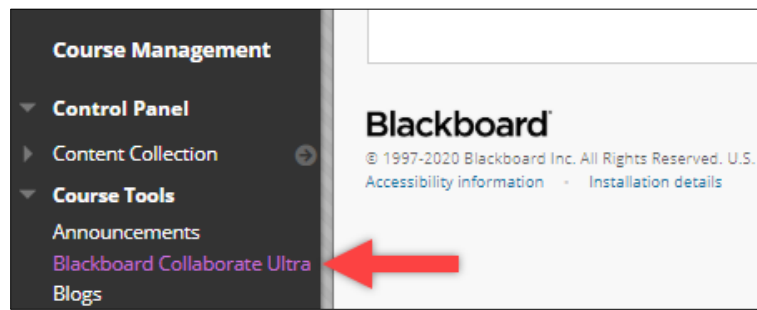 Course Management
Control Panel
Content Collection
Course Tools
Announcements
Blackboard Collaborate Ultra
Blogs
Blackboard
© 1997-2020 Blackboard Inc. All Rights Reserved. U.S.
Accessibility information · Installation details